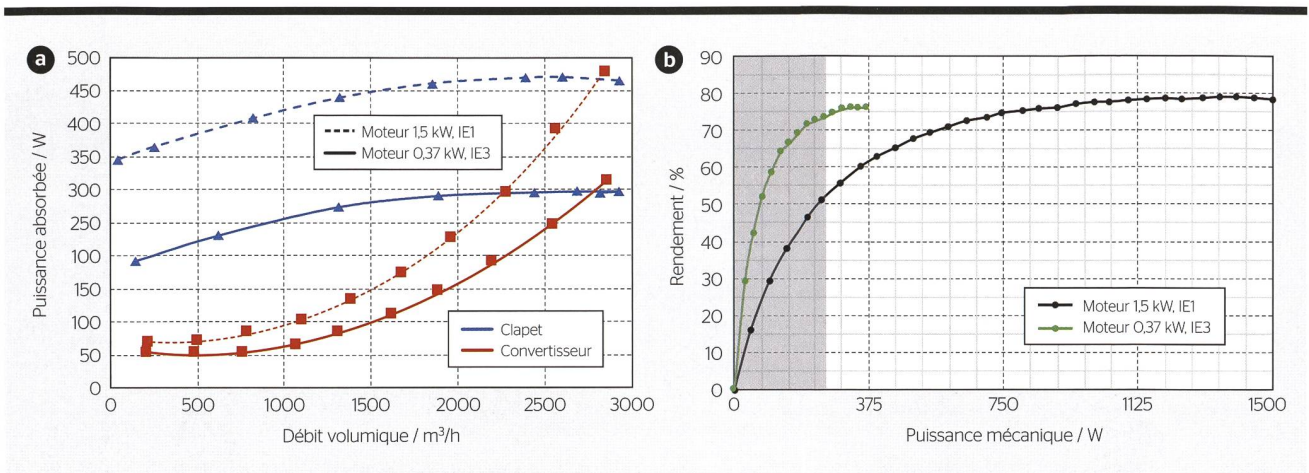 a
Puissance absorbée / W
500
450
400
350
300
250
200
150
100
50
0
0 500 1000 1500 2000 2500 3000
Débit volumique / m³/h
Moteur 1,5 kW, IE1
Moteur 0,37 kW, IE3
Clapet
Convertisseur
b
Rendement / %
90
80
70
60
50
40
30
20
10
0
0 375 750 1125 1500
Puissance mécanique / W
Moteur 1,5 kW, IE1
Moteur 0,37 kW, IE3